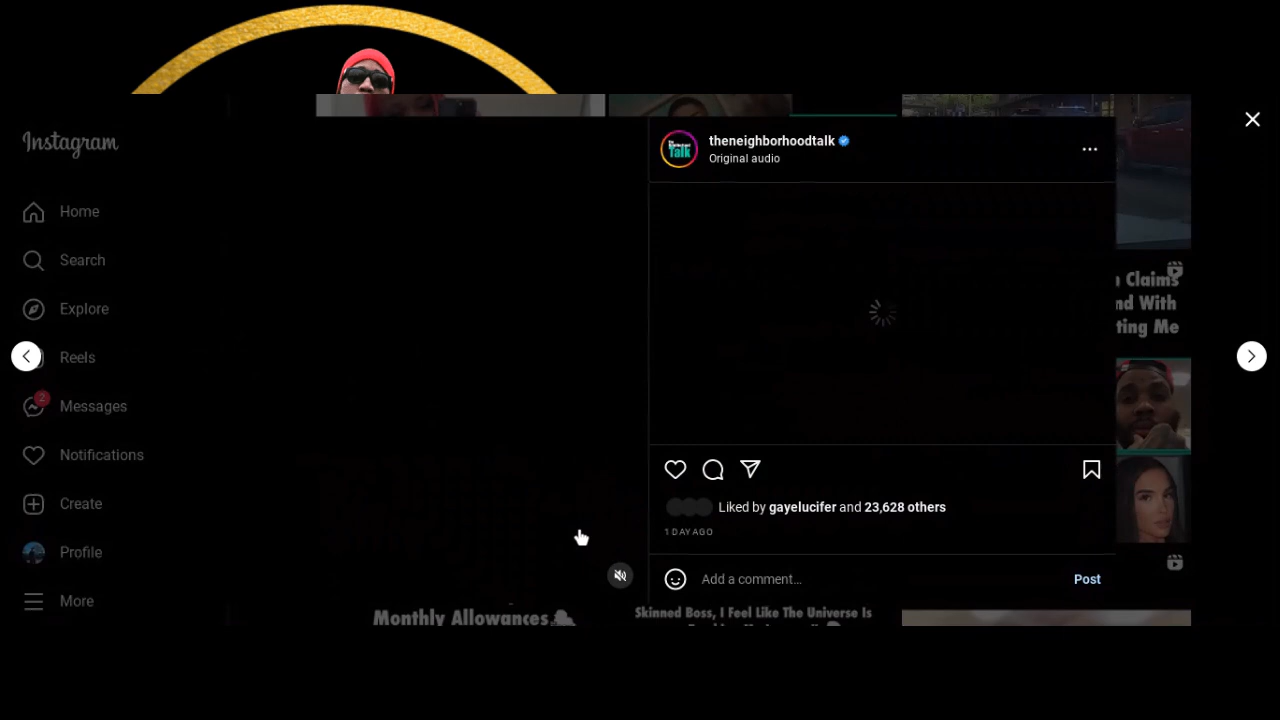 Instagram
Home
Search
Explore
Reels
Messages
2
Notifications
Create
Profile
More
Talk
theneighborhoodtalk
Original audio
Liked by gayelucifer and 23,628 others
1 DAY AGO
Add a comment…
Post
Claims
nd With
ting Me
Monthly Allowances
Skinned Boss, I Feel Like The Universe Is